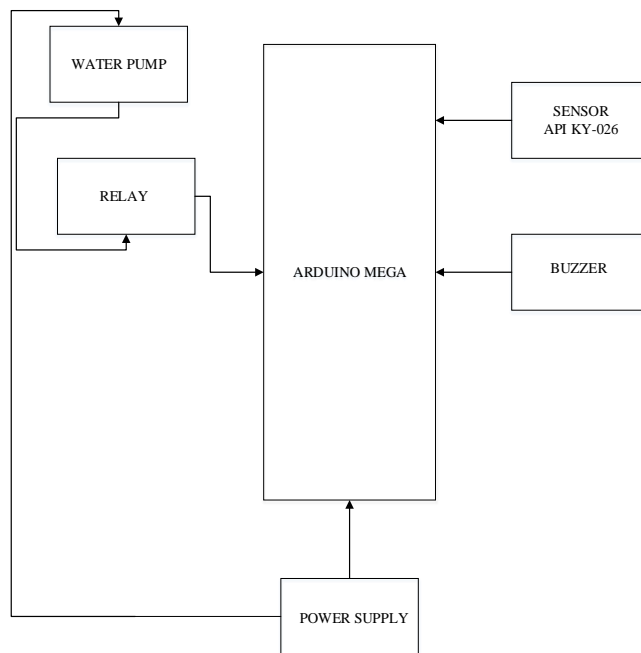 WATER PUMP
SENSOR
API KY-026
RELAY
ARDUINO MEGA
BUZZER
POWER SUPPLY